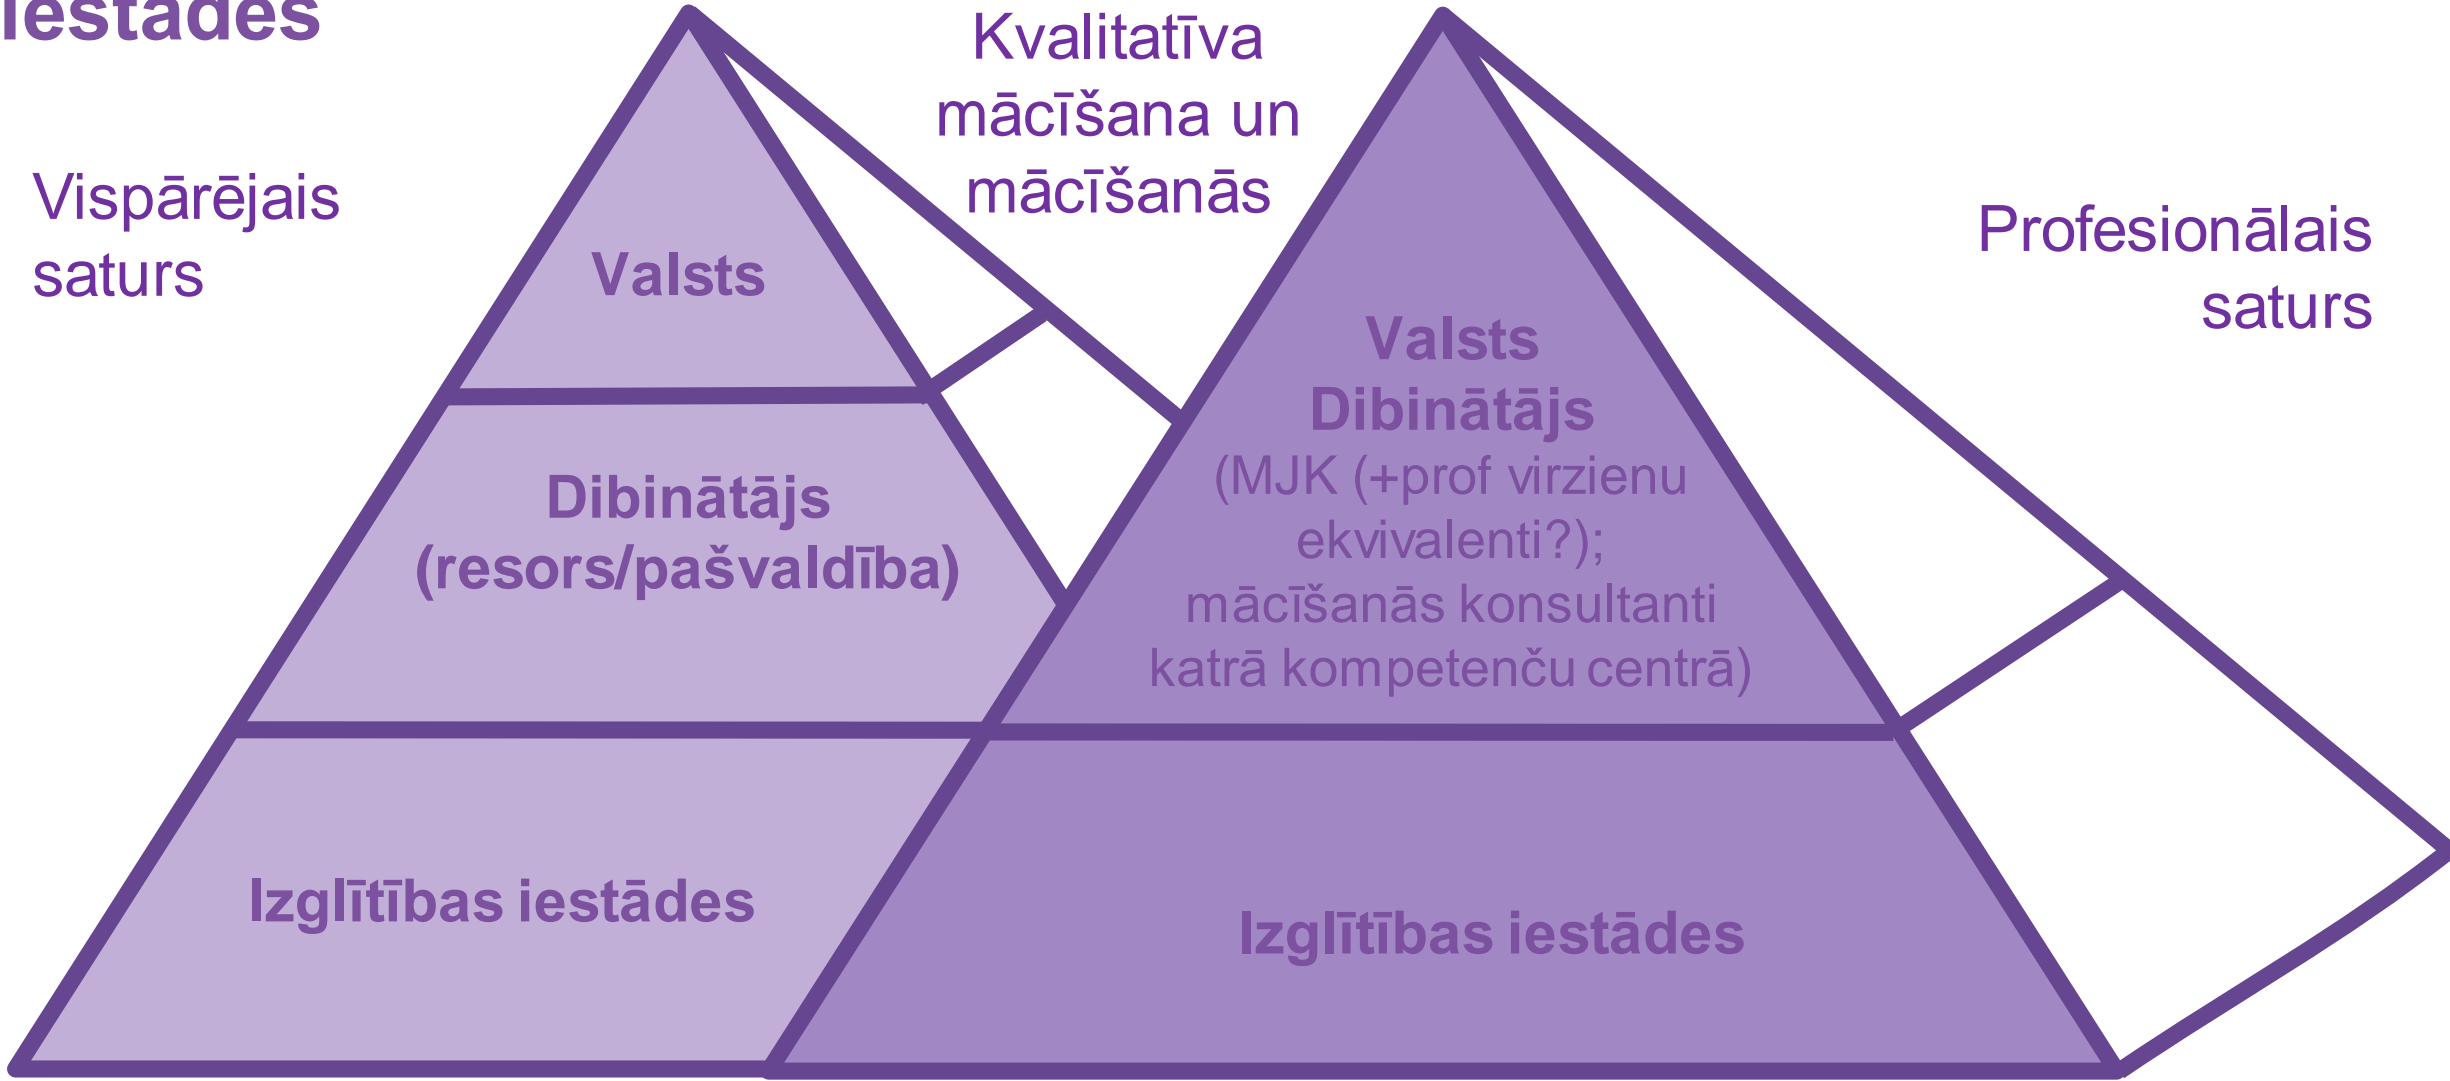 iestādes
Vispārējais
saturs
Kvalitatīva
mācīšana un
mācīšanās
Profesionālais
saturs
Valsts
Dibinātājs
(resors/pašvaldība)
Izglītības iestādes
Valsts
Dibinātājs
(MJK (+prof virzienu
ekvivalenti?);
mācīšanās konsultanti
katrā kompetenču centrā)
Izglītības iestādes